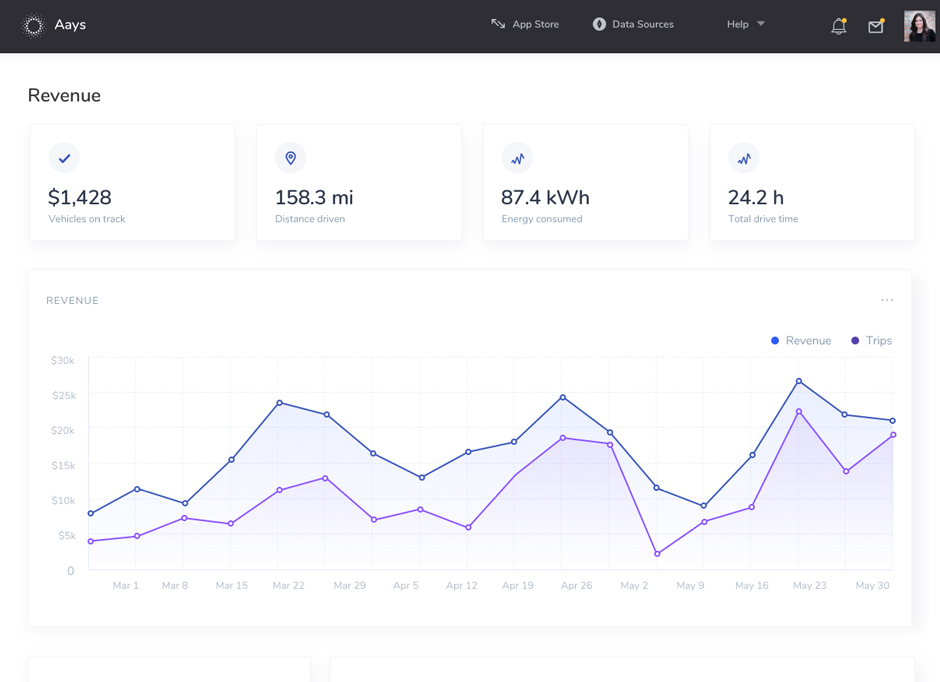 Aays
App Store
Data Sources
Help
Revenue
$1,428
Vehicles on track
158.3 mi
Distance driven
87.4 kWh
Energy consumed
24.2 h
Total drive time
REVENUE
Revenue
Trips
$30k
$25k
$20k
$15k
$10k
$5k
0
Mar 1 Mar 8 Mar 15 Mar 22 Mar 29 Apr 5 Apr 12 Apr 19 Apr 26 May 2 May 9 May 16 May 23 May 30